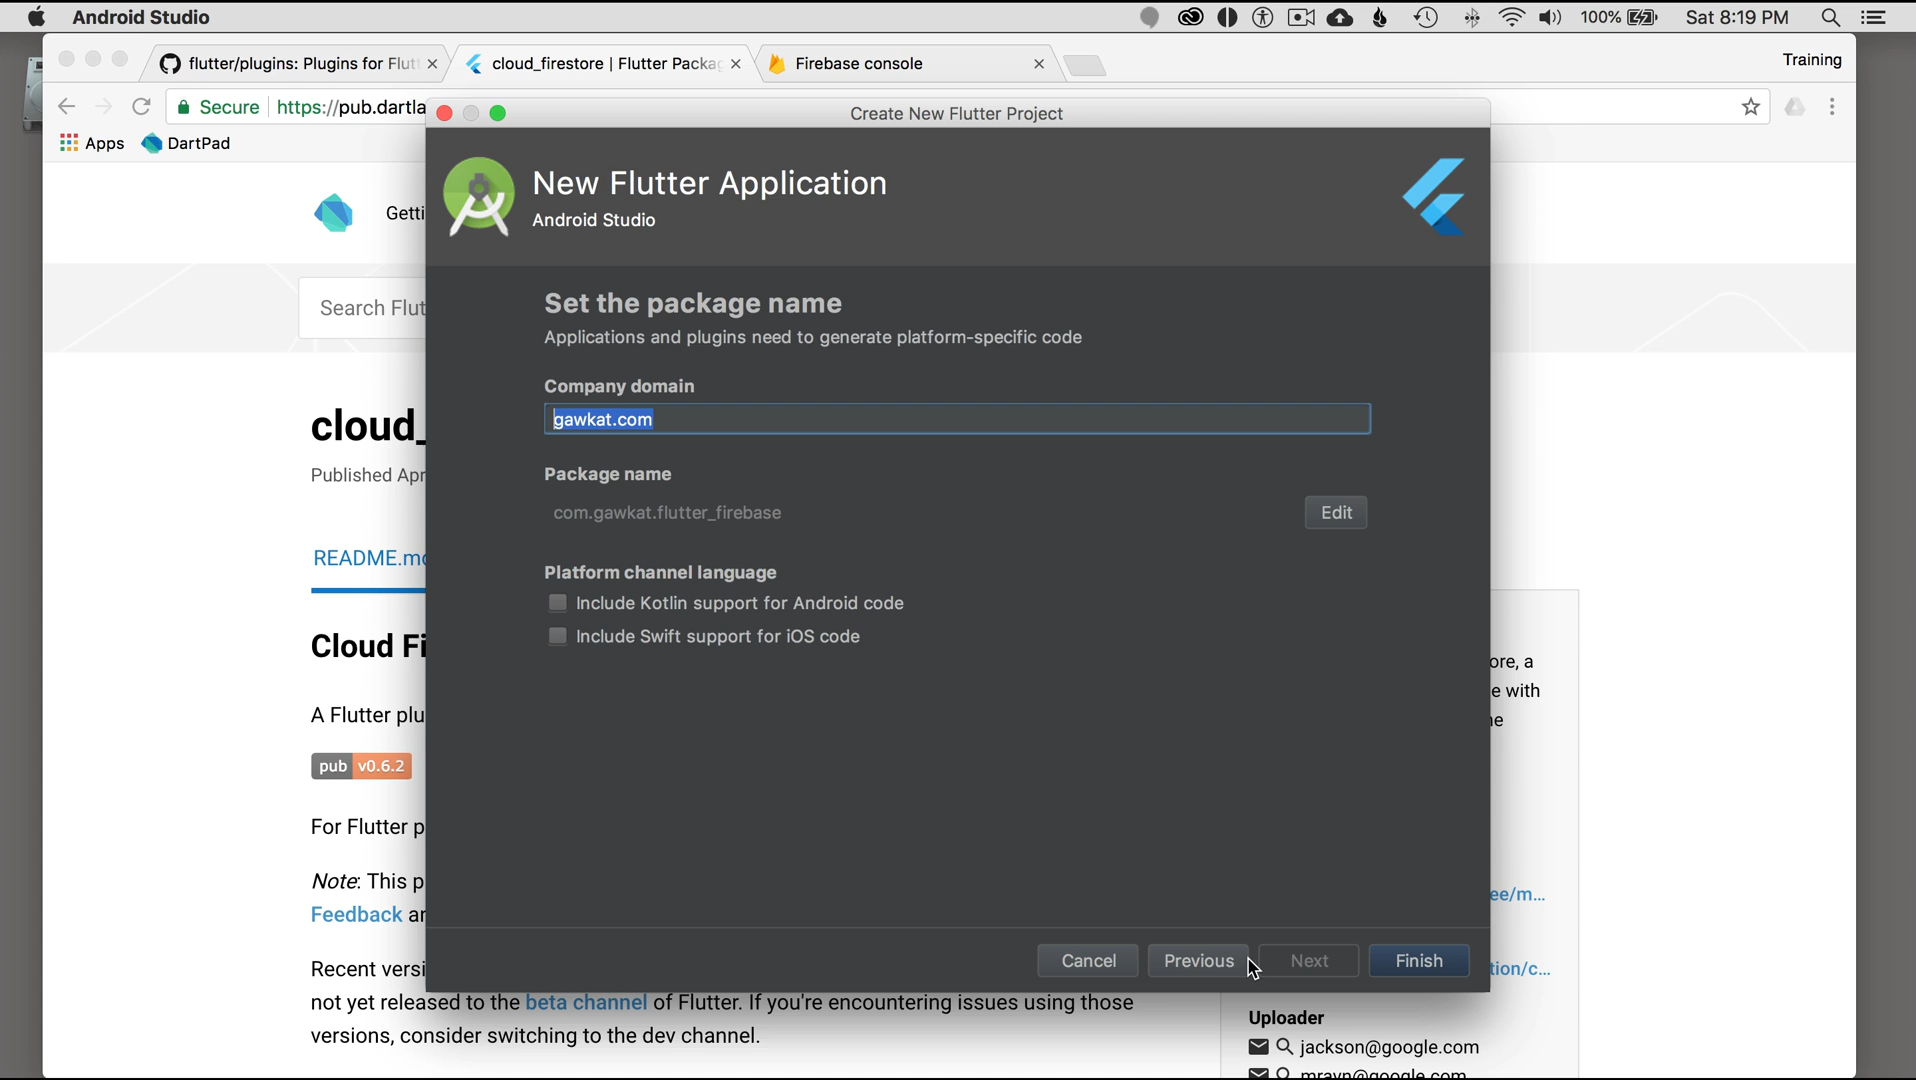 Android Studio
100%
Sat 8:19 PM
flutter/plugins: Plugins for Flutt
cloud_firestore | Flutter Packag
Firebase console
Training
Secure
https://pub.dartla
Create New Flutter Project
Apps
DartPad
New Flutter Application
Android Studio
Getti
Search Flut
Set the package name
Applications and plugins need to generate platform-specific code
Company domain
gawkat.com
cloud_
Published Apr
Package name
com.gawkat.flutter_firebase
Edit
README.md
Platform channel language
Include Kotlin support for Android code
Include Swift support for iOS code
Cloud Fi
ore, a
e with
A Flutter plu
pub v0.6.2
For Flutter p
Note: This p
ee/m...
Feedback ar
Cancel
Previous
Next
Finish
Recent versi
tion/c...
not yet released to the beta channel of Flutter. If you're encountering issues using those
versions, consider switching to the dev channel.
Uploader
jackson@google.com
mravn@google.com